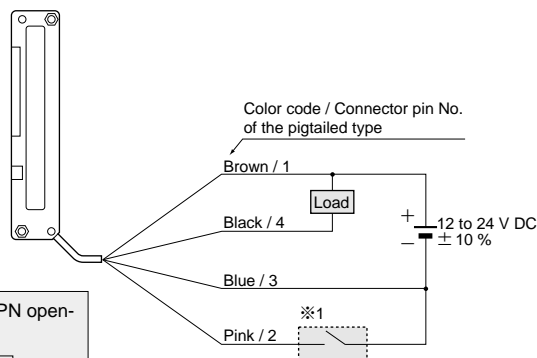 Color code / Connector pin No.
of the pigtailed type
Brown / 1
Load
Black / 4
+
12 to 24 V DC
−
± 10 %
Blue / 3
PN open-
※1
Pink / 2